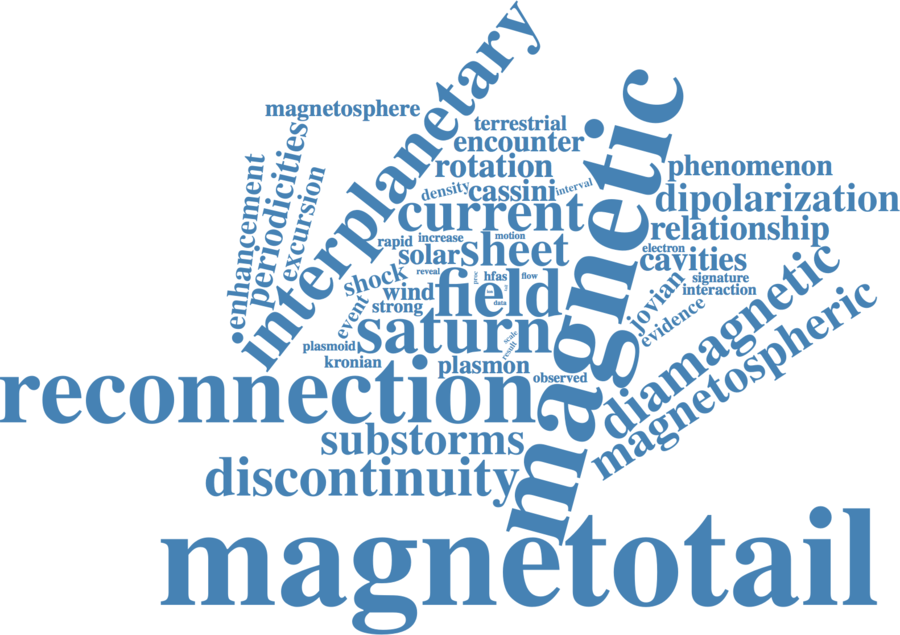 interplanetary
magnetosphere
terrestrial
encounter
magnetic
rotation
phenomenon
enhancement
periodicities
excursion
density
cassini
interval
dipolarization
current
relationship
rapid
increase
motion
solar
sheet
electron
cavities
shock
reveal
hfas
flow
signature
wind
field
interaction
jovian
diamagnetic
event
strong
data
evidence
magnetospheric
saturn
scale
result
plasmoid
kronian
plasmon
observed
reconnection
substorms
discontinuity
magnetotail